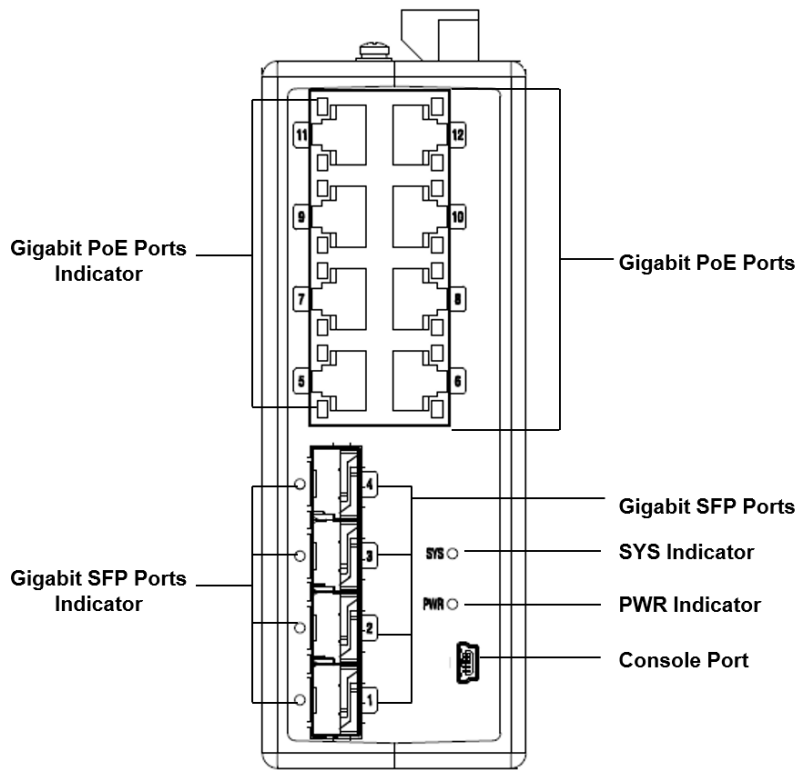 11
12
9
10
Gigabit PoE Ports
Indicator
Gigabit PoE Ports
7
8
5
6
4
Gigabit SFP Ports
3
SYS
SYS Indicator
Gigabit SFP Ports
Indicator
PWR
PWR Indicator
2
Console Port
1